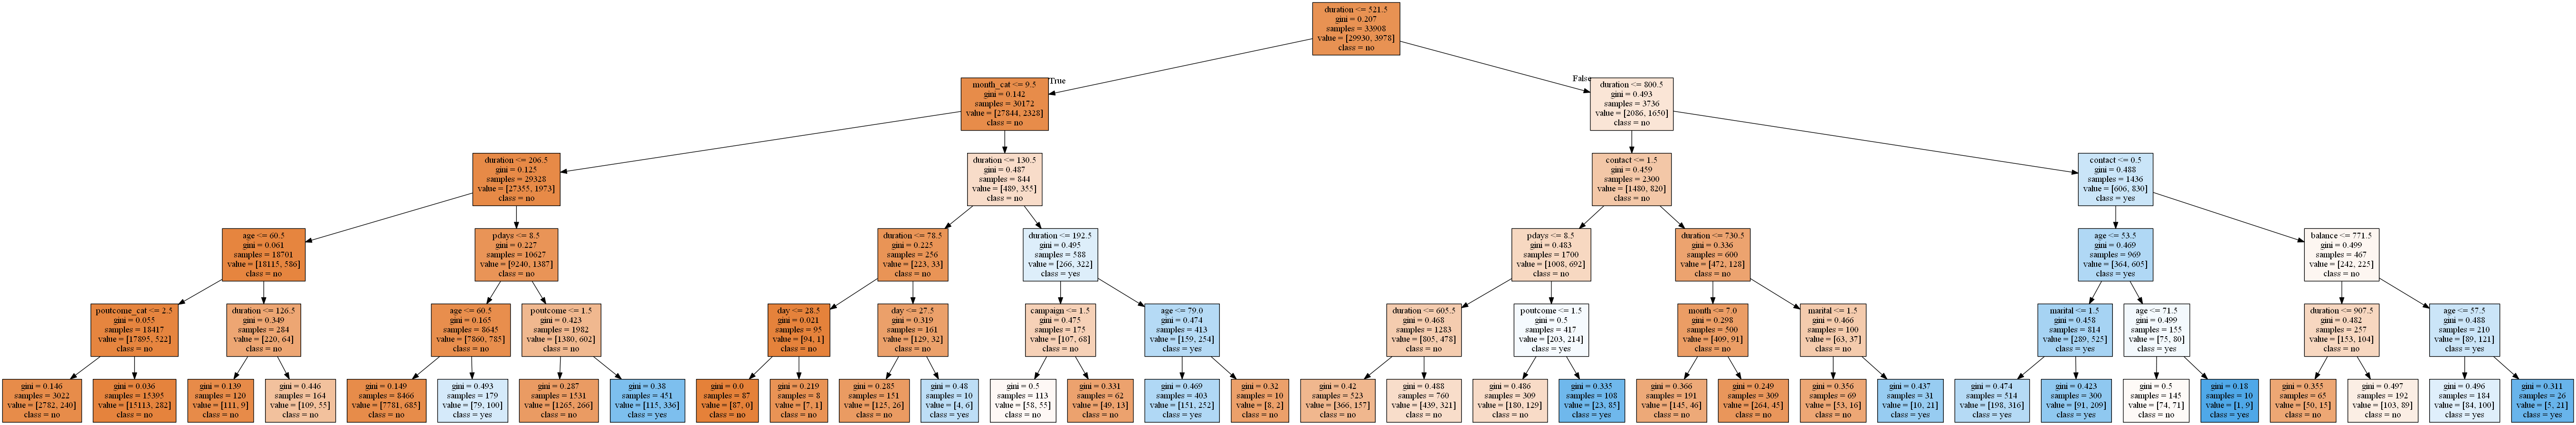 duration <= 521.5
gini = 0.207
samples = 33908
value = [29930, 3978]
class = no
True
False
month_cat <= 9.5
gini = 0.142
samples = 30172
value = [27844, 2328]
class = no
duration <= 800.5
gini = 0.493
samples = 3736
value = [2086, 1650]
class = no
duration <= 206.5
gini = 0.125
samples = 29328
value = [27355, 1973]
class = no
duration <= 130.5
gini = 0.487
samples = 844
value = [489, 355]
class = no
contact <= 1.5
gini = 0.459
samples = 2300
value = [1480, 820]
class = no
contact <= 0.5
gini = 0.488
samples = 1436
value = [606, 830]
class = yes
age <= 60.5
gini = 0.061
samples = 18701
value = [18115, 586]
class = no
pdays <= 8.5
gini = 0.227
samples = 10627
value = [9240, 1387]
class = no
duration <= 78.5
gini = 0.225
samples = 256
value = [223, 33]
class = no
duration <= 192.5
gini = 0.495
samples = 588
value = [266, 322]
class = yes
pdays <= 8.5
gini = 0.483
samples = 1700
value = [1008, 692]
class = no
duration <= 730.5
gini = 0.336
samples = 600
value = [472, 128]
class = no
age <= 53.5
gini = 0.469
samples = 969
value = [364, 605]
class = yes
balance <= 771.5
gini = 0.499
samples = 467
value = [242, 225]
class = no
poutcome_cat <= 2.5
gini = 0.055
samples = 18417
value = [17895, 522]
class = no
duration <= 126.5
gini = 0.349
samples = 284
value = [220, 64]
class = no
age <= 60.5
gini = 0.165
samples = 8645
value = [7860, 785]
class = no
poutcome <= 1.5
gini = 0.423
samples = 1982
value = [1380, 602]
class = no
day <= 28.5
gini = 0.021
samples = 95
value = [94, 1]
class = no
day <= 27.5
gini = 0.319
samples = 161
value = [129, 32]
class = no
campaign <= 1.5
gini = 0.475
samples = 175
value = [107, 68]
class = no
age <= 79.0
gini = 0.474
samples = 413
value = [159, 254]
class = yes
duration <= 605.5
gini = 0.468
samples = 1283
value = [805, 478]
class = no
poutcome <= 1.5
gini = 0.5
samples = 417
value = [203, 214]
class = yes
month <= 7.0
gini = 0.298
samples = 500
value = [409, 91]
class = no
marital <= 1.5
gini = 0.466
samples = 100
value = [63, 37]
class = no
marital <= 1.5
gini = 0.458
samples = 814
value = [289, 525]
class = yes
age <= 71.5
gini = 0.499
samples = 155
value = [75, 80]
class = yes
duration <= 907.5
gini = 0.482
samples = 257
value = [153, 104]
class = no
age <= 57.5
gini = 0.488
samples = 210
value = [89, 121]
class = yes
gini = 0.146
samples = 3022
value = [2782, 240]
class = no
gini = 0.036
samples = 15395
value = [15113, 282]
class = no
gini = 0.139
samples = 120
value = [111, 9]
class = no
gini = 0.446
samples = 164
value = [109, 55]
class = no
gini = 0.149
samples = 8466
value = [7781, 685]
class = no
gini = 0.493
samples = 179
value = [79, 100]
class = yes
gini = 0.287
samples = 1531
value = [1265, 266]
class = no
gini = 0.38
samples = 451
value = [115, 336]
class = yes
gini = 0.0
samples = 87
value = [87, 0]
class = no
gini = 0.219
samples = 8
value = [7, 1]
class = no
gini = 0.285
samples = 151
value = [125, 26]
class = no
gini = 0.48
samples = 10
value = [4, 6]
class = yes
gini = 0.5
samples = 113
value = [58, 55]
class = no
gini = 0.331
samples = 62
value = [49, 13]
class = no
gini = 0.469
samples = 403
value = [151, 252]
class = yes
gini = 0.32
samples = 10
value = [8, 2]
class = no
gini = 0.42
samples = 523
value = [366, 157]
class = no
gini = 0.488
samples = 760
value = [439, 321]
class = no
gini = 0.486
samples = 309
value = [180, 129]
class = no
gini = 0.335
samples = 108
value = [23, 85]
class = yes
gini = 0.366
samples = 191
value = [145, 46]
class = no
gini = 0.249
samples = 309
value = [264, 45]
class = no
gini = 0.356
samples = 69
value = [53, 16]
class = no
gini = 0.437
samples = 31
value = [10, 21]
class = yes
gini = 0.474
samples = 514
value = [198, 316]
class = yes
gini = 0.423
samples = 300
value = [91, 209]
class = yes
gini = 0.5
samples = 145
value = [74, 71]
class = no
gini = 0.18
samples = 10
value = [1, 9]
class = yes
gini = 0.355
samples = 65
value = [50, 15]
class = no
gini = 0.497
samples = 192
value = [103, 89]
class = no
gini = 0.496
samples = 184
value = [84, 100]
class = yes
gini = 0.311
samples = 26
value = [5, 21]
class = yes